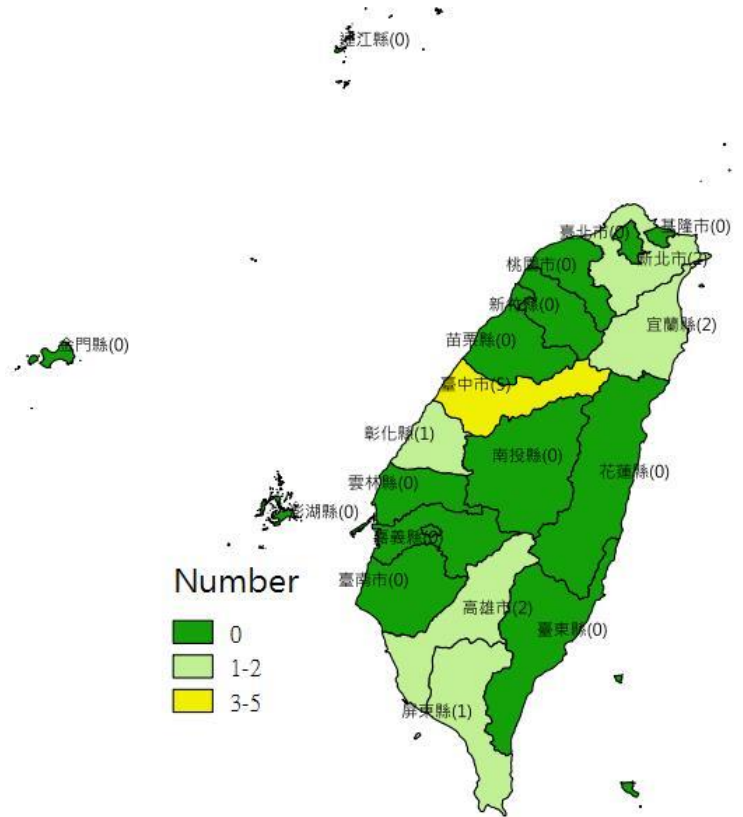 連江縣(0)
臺北市(0)
基隆市(0)
新北市(2)
桃園市(0)
新竹縣(0)
宜蘭縣(2)
苗栗縣(0)
金門縣(0)
臺中市(5)
彰化縣(1)
南投縣(0)
花蓮縣(0)
雲林縣(0)
澎湖縣(0)
嘉義縣(0)
臺南市(0)
高雄市(2)
臺東縣(0)
屏東縣(1)
Number
0
1-2
3-5